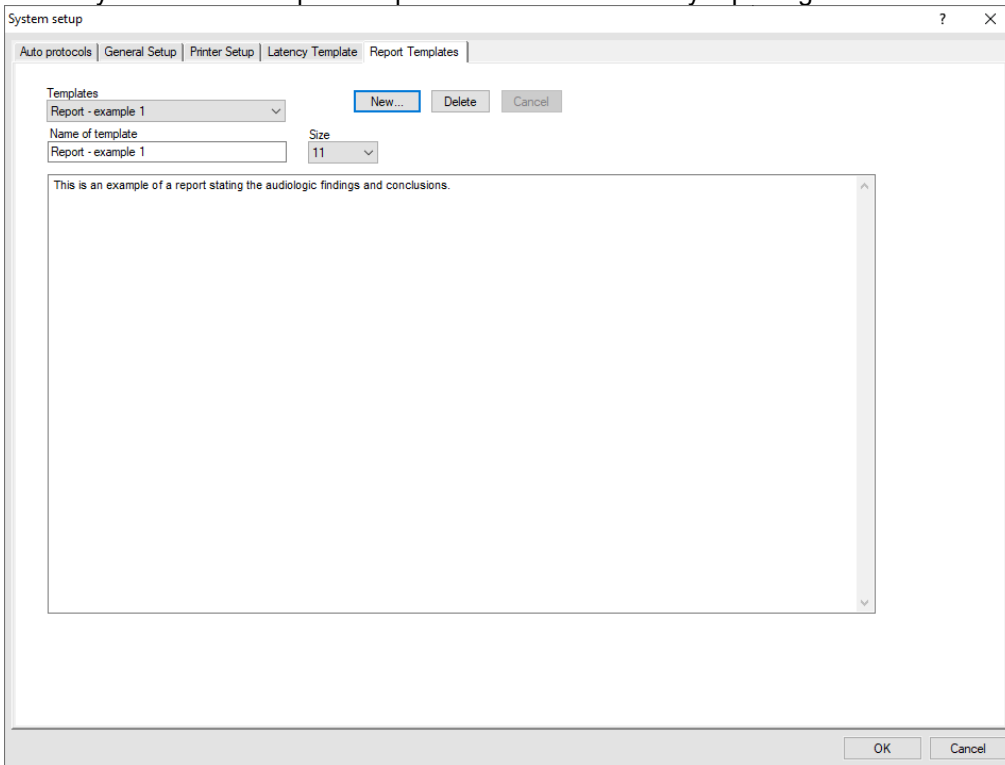 System setup ? X
Auto protocols General Setup Printer Setup Latency Template Report Templates
Templates
Report - example 1
New... Delete Cancel
Name of template Size
Report - example 1 11
This is an example of a report stating the audiologic findings and conclusions.
OK Cancel